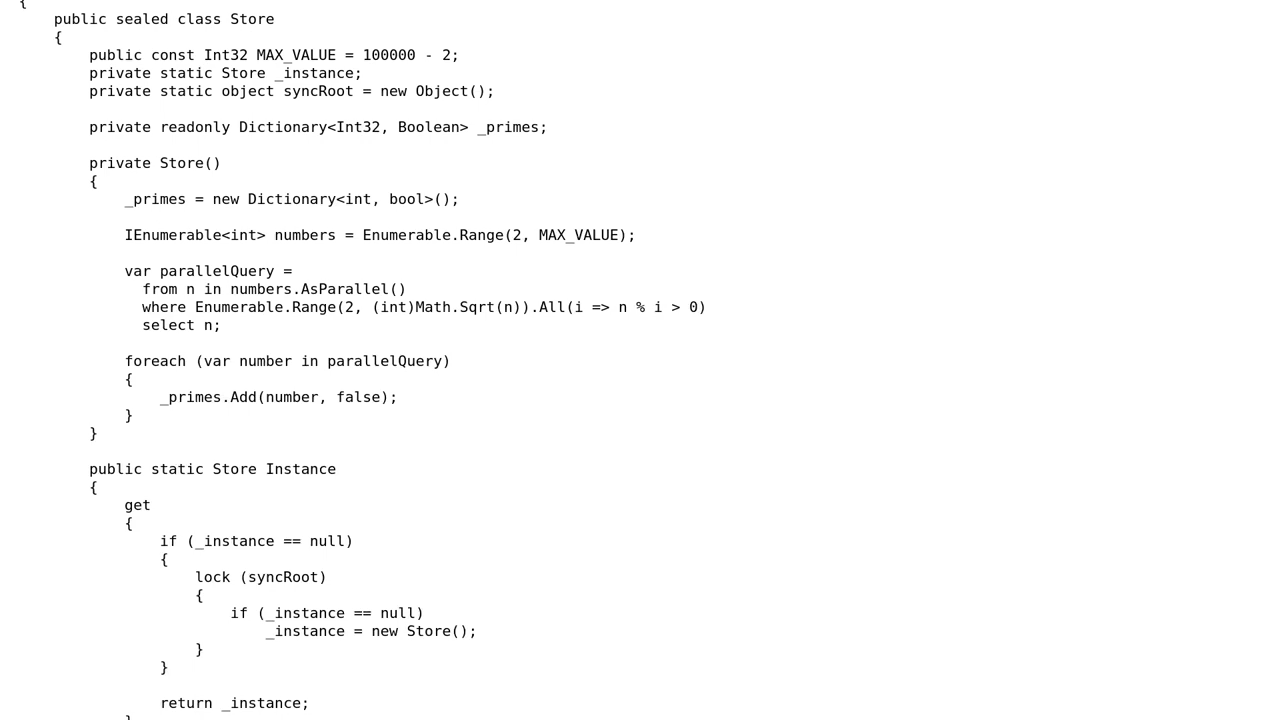 {
public sealed class Store
{
public const Int32 MAX_VALUE = 100000 - 2;
private static Store _instance;
private static object syncRoot = new Object();
private readonly Dictionary<Int32, Boolean> _primes;
private Store()
{
_primes = new Dictionary<int, bool>();
IEnumerable<int> numbers = Enumerable.Range(2, MAX_VALUE);
var parallelQuery =
from n in numbers.AsParallel()
where Enumerable.Range(2, (int)Math.Sqrt(n)).All(i => n % i > 0)
select n;
foreach (var number in parallelQuery)
{
_primes.Add(number, false);
}
}
public static Store Instance
{
get
{
if (_instance == null)
{
lock (syncRoot)
{
if (_instance == null)
_instance = new Store();
}
}
return _instance;
}